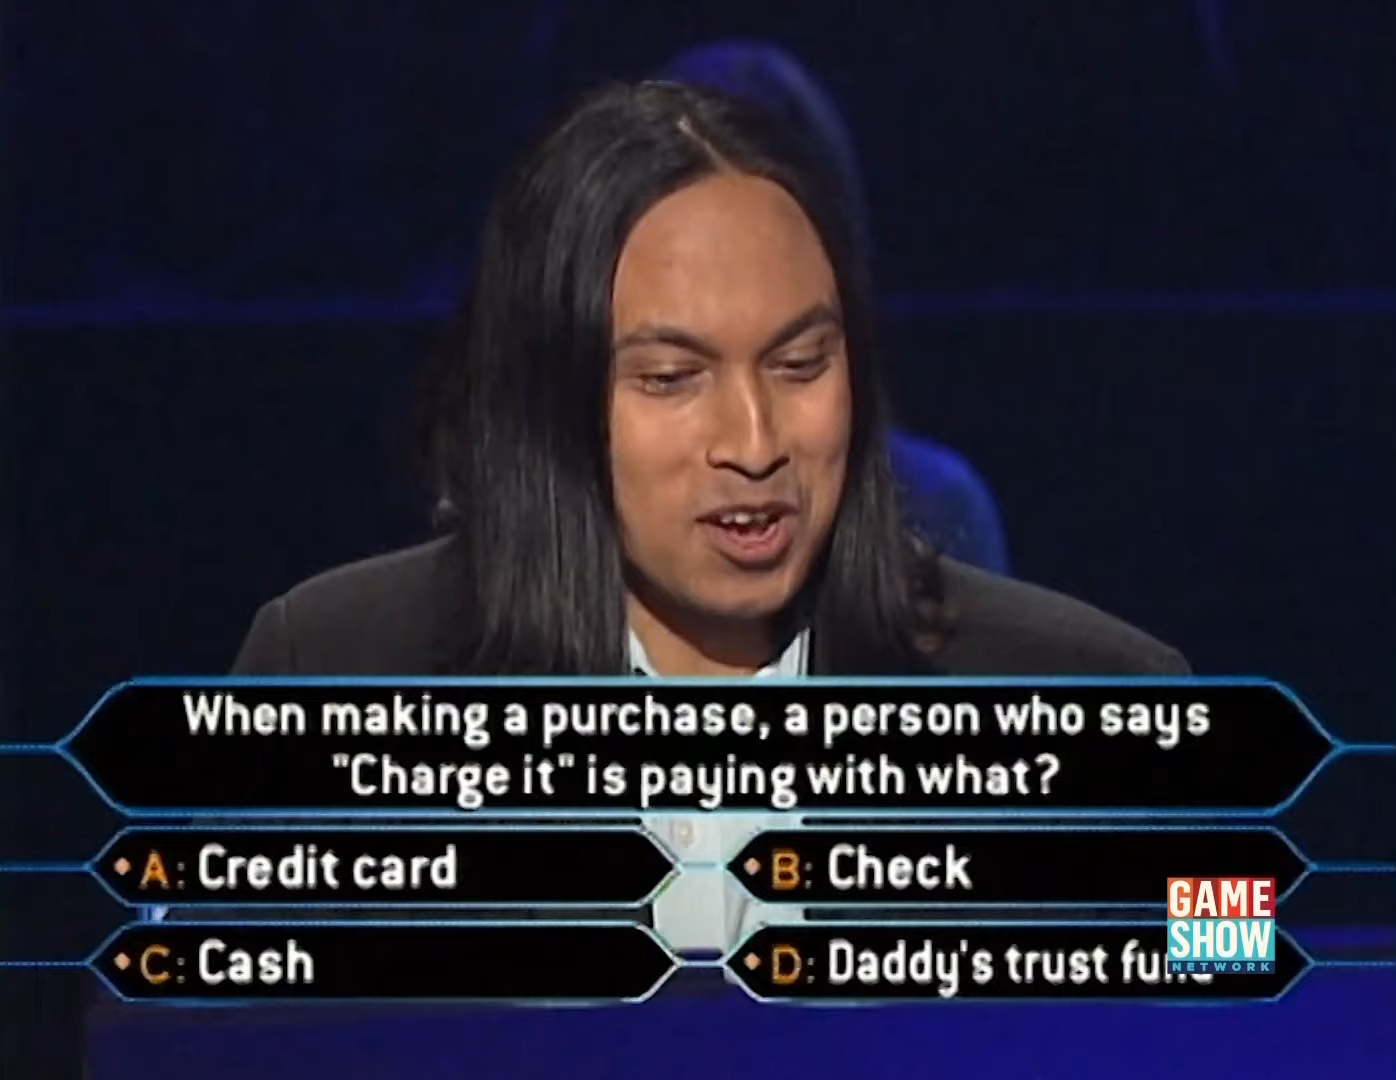 When making a purchase, a person who says
"Charge it" is paying with what?
A: Credit card
B: Check
C: Cash
D: Daddy's trust fund
GAME
SHOW
NETWORK